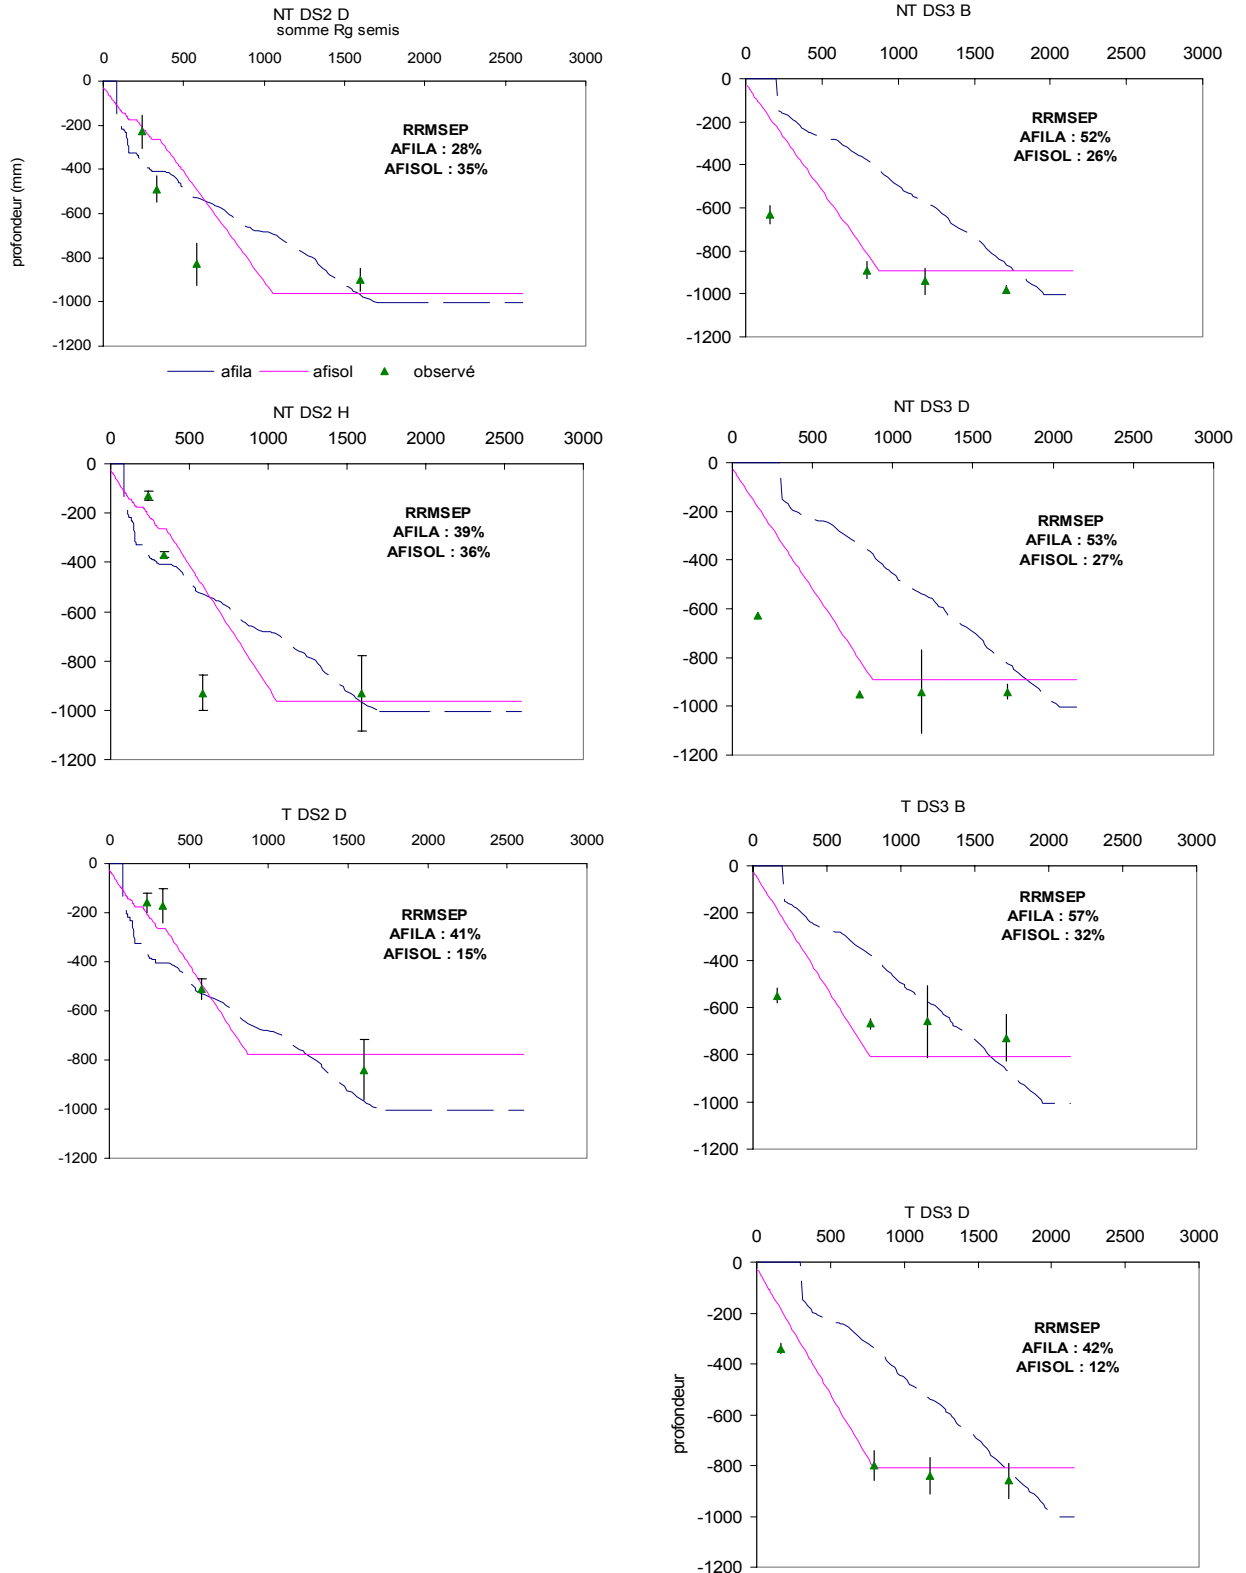 NT DS2 D
somme Rg semis
0 500 1000 1500 2000 2500 3000
0
-200
-400
-600
-800
-1000
-1200
profondeur (mm)
RRMSEP
AFILA : 28%
AFISOL : 35%
afila afisol observé
NT DS3 B
0 500 1000 1500 2000 2500 3000
0
-200
-400
-600
-800
-1000
-1200
RRMSEP
AFILA : 52%
AFISOL : 26%
NT DS2 H
0 500 1000 1500 2000 2500 3000
0
-200
-400
-600
-800
-1000
-1200
RRMSEP
AFILA : 39%
AFISOL : 36%
NT DS3 D
0 500 1000 1500 2000 2500 3000
0
-200
-400
-600
-800
-1000
-1200
RRMSEP
AFILA : 53%
AFISOL : 27%
T DS2 D
0 500 1000 1500 2000 2500 3000
0
-200
-400
-600
-800
-1000
-1200
RRMSEP
AFILA : 41%
AFISOL : 15%
T DS3 B
0 500 1000 1500 2000 2500 3000
0
-200
-400
-600
-800
-1000
-1200
RRMSEP
AFILA : 57%
AFISOL : 32%
T DS3 D
0 500 1000 1500 2000 2500 3000
0
-200
-400
-600
-800
-1000
-1200
profondeur
RRMSEP
AFILA : 42%
AFISOL : 12%